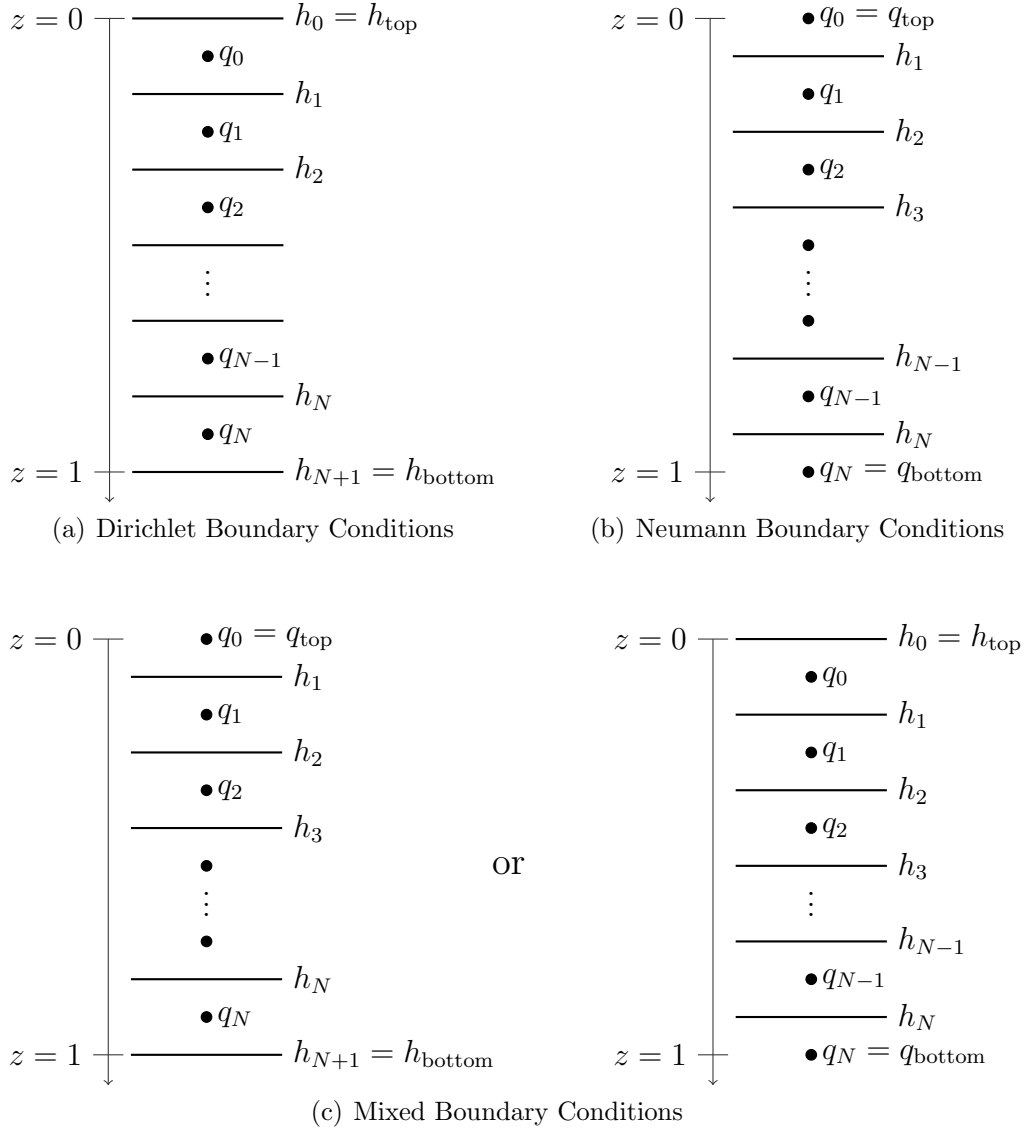 z = 0
h_0 = h_top
q_0
h_1
q_1
h_2
q_2
⋮
q_{N−1}
h_N
q_N
z = 1
h_{N+1} = h_bottom
(a) Dirichlet Boundary Conditions
z = 0
q_0 = q_top
h_1
q_1
h_2
q_2
h_3
⋮
h_{N−1}
q_{N−1}
h_N
z = 1
q_N = q_bottom
(b) Neumann Boundary Conditions
z = 0
q_0 = q_top
h_1
q_1
h_2
q_2
h_3
⋮
h_N
q_N
z = 1
h_{N+1} = h_bottom
or
z = 0
h_0 = h_top
q_0
h_1
q_1
h_2
q_2
h_3
⋮
h_{N−1}
q_{N−1}
h_N
z = 1
q_N = q_bottom
(c) Mixed Boundary Conditions